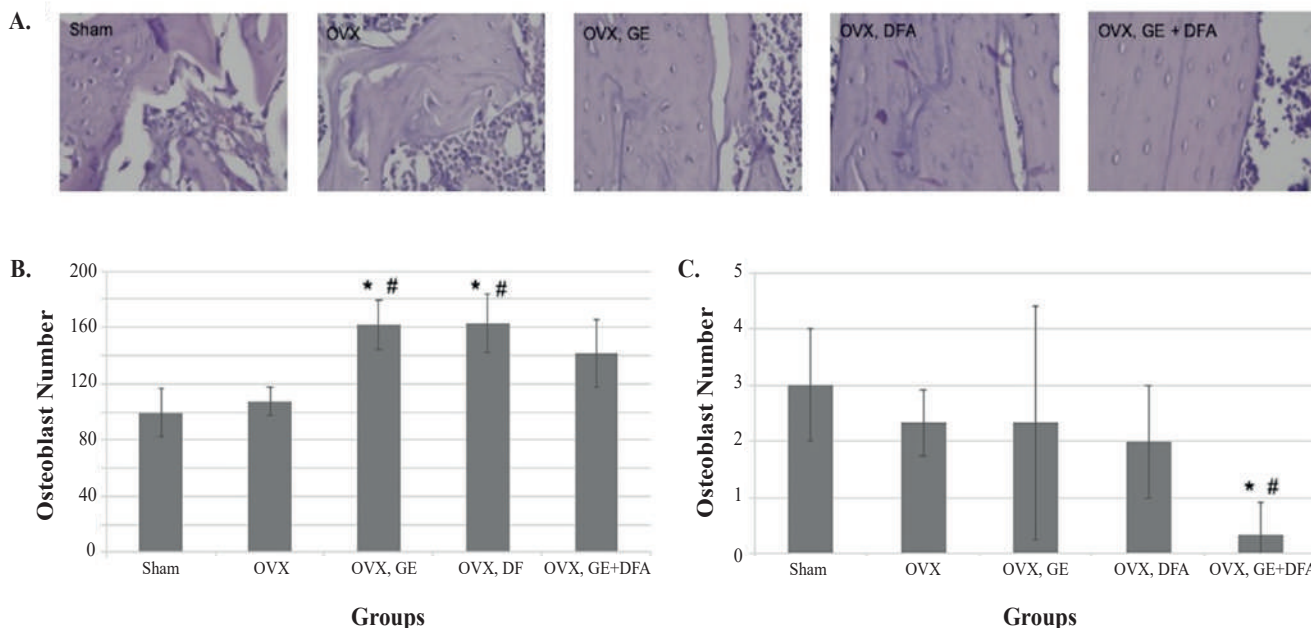 A.
Sham
OVX
OVX, GE
OVX, DFA
OVX, GE + DFA
B.
Osteoblast Number
200
160
120
80
40
0
* #
* #
Sham
OVX
OVX, GE
OVX, DF
OVX, GE+DFA
Groups
C.
Osteoblast Number
5
4
3
2
1
0
* #
Sham
OVX
OVX, GE
OVX, DFA
OVX, GE+DFA
Groups